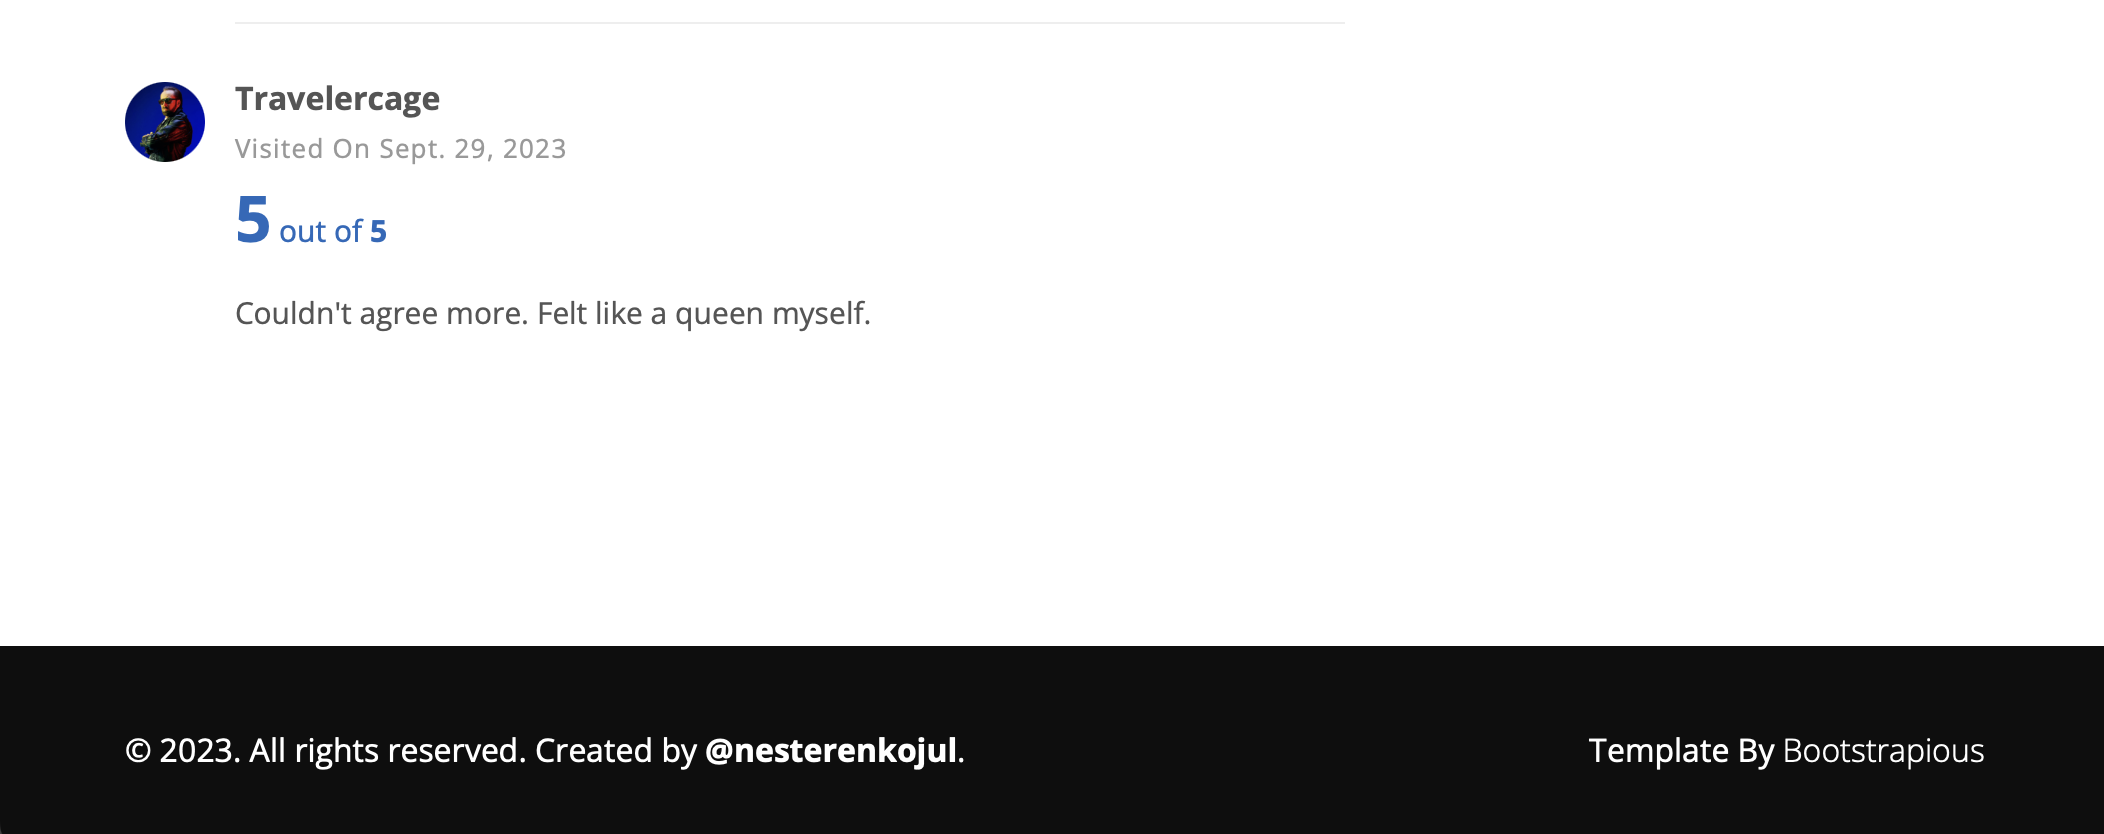 Travelercage
Visited On Sept. 29, 2023
5 out of 5
Couldn't agree more. Felt like a queen myself.
© 2023. All rights reserved. Created by @nesterenkojul.
Template By Bootstrapious